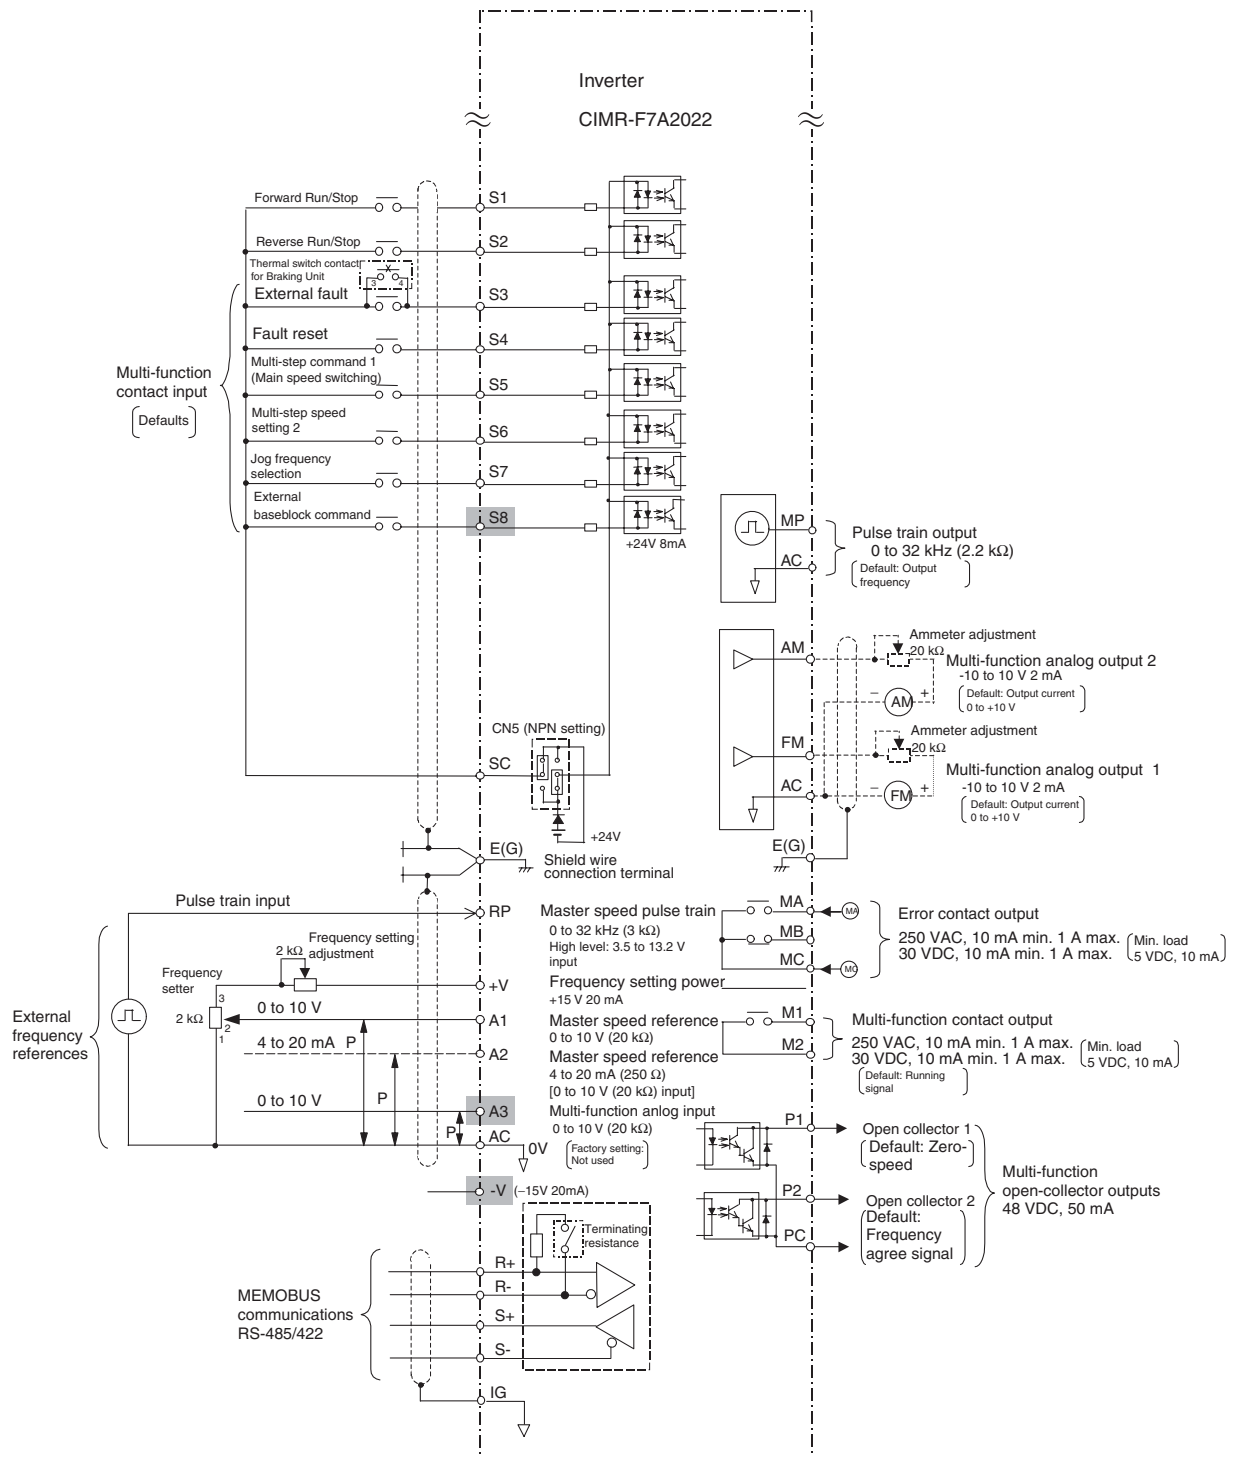 Inverter
CIMR-F7A2022
Forward Run/Stop
S1
Reverse Run/Stop
S2
Thermal switch contact
for Braking Unit
X
3 4
External fault
S3
Fault reset
S4
Multi-step command 1
(Main speed switching)
S5
Multi-step speed
setting 2
S6
Jog frequency
selection
S7
External
baseblock command
S8
Multi-function
contact input
Defaults
+24V 8mA
MP
AC
Pulse train output
0 to 32 kHz (2.2 kΩ)
Default: Output
frequency
AM
Ammeter adjustment
20 kΩ
Multi-function analog output 2
-10 to 10 V 2 mA
Default: Output current
0 to +10 V
− AM +
FM
Ammeter adjustment
20 kΩ
Multi-function analog output 1
-10 to 10 V 2 mA
Default: Output current
0 to +10 V
AC
− FM +
E(G)
CN5 (NPN setting)
SC
+24V
E(G)
Shield wire
connection terminal
Pulse train input
RP
Master speed pulse train
0 to 32 kHz (3 kΩ)
High level: 3.5 to 13.2 V
input
Frequency setting
adjustment
2 kΩ
Frequency
setter
3
2 kΩ
2
1
+V
Frequency setting power
+15 V 20 mA
0 to 10 V
A1
Master speed reference
0 to 10 V (20 kΩ)
4 to 20 mA P
A2
Master speed reference
4 to 20 mA (250 Ω)
[0 to 10 V (20 kΩ) input]
P
0 to 10 V
A3
Multi-function anlog input
0 to 10 V (20 kΩ)
Factory setting:
Not used
P
AC
0V
-V (−15V 20mA)
External
frequency
references
MA
MA
MB
MC
MC
Error contact output
250 VAC, 10 mA min. 1 A max.
30 VDC, 10 mA min. 1 A max.
Min. load
5 VDC, 10 mA
M1
M2
Multi-function contact output
250 VAC, 10 mA min. 1 A max.
30 VDC, 10 mA min. 1 A max.
Min. load
5 VDC, 10 mA
Default: Running
signal
P1
Open collector 1
Default: Zero-
speed
P2
Open collector 2
Default:
Frequency
agree signal
PC
Multi-function
open-collector outputs
48 VDC, 50 mA
Terminating
resistance
R+
R-
S+
S-
IG
MEMOBUS
communications
RS-485/422